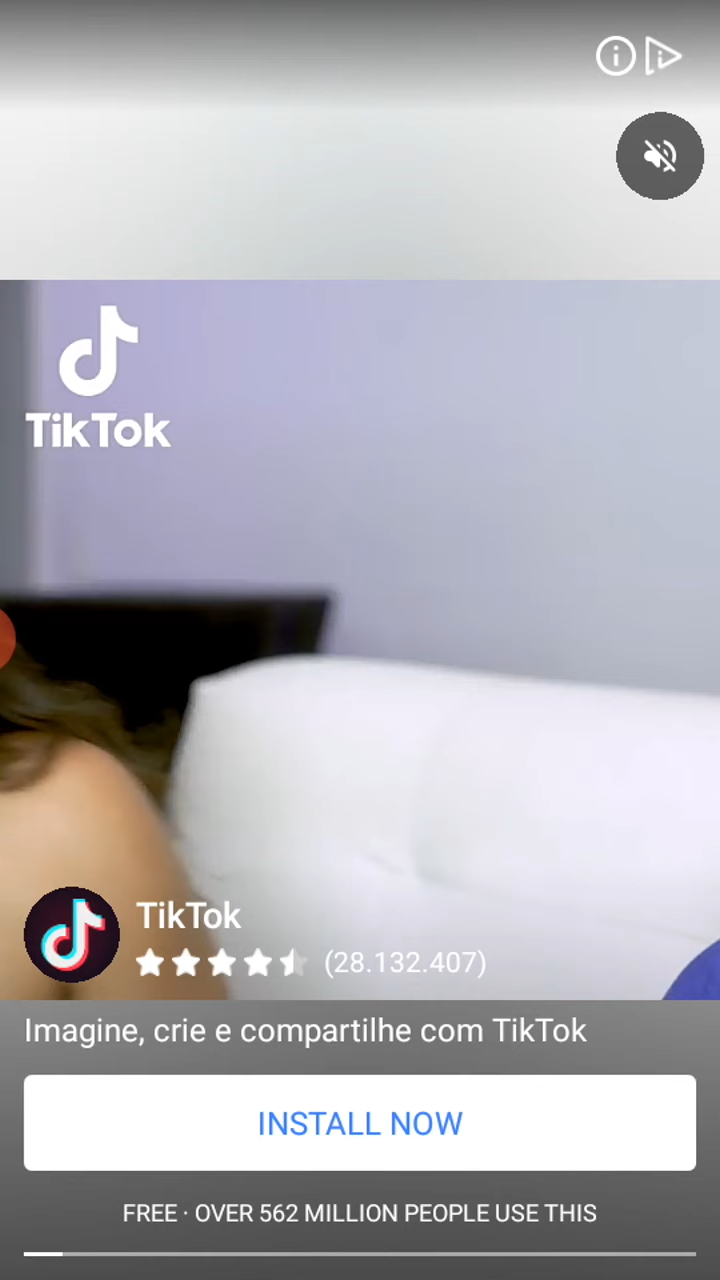 TikTok
TikTok
(28.132.407)
Imagine, crie e compartilhe com TikTok
INSTALL NOW
FREE · OVER 562 MILLION PEOPLE USE THIS